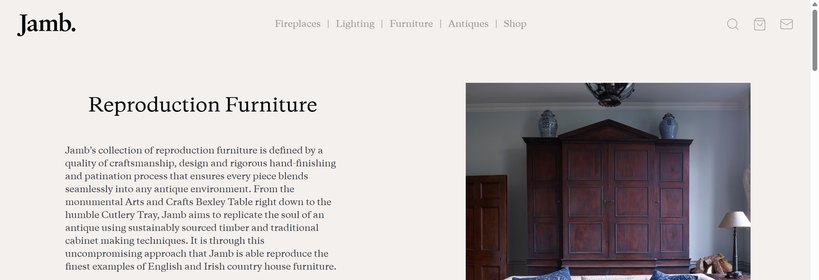 Jamb.
Fireplaces | Lighting | Furniture | Antiques | Shop
Reproduction Furniture
Jamb's collection of reproduction furniture is defined by a
quality of craftsmanship, design and rigorous hand-finishing
and patination process that ensures every piece blends
seamlessly into any antique environment. From the
monumental Arts and Crafts Bexley Table right down to the
humble Cutlery Tray, Jamb aims to replicate the soul of an
antique using sustainably sourced timber and traditional
cabinet making techniques. It is through this
uncompromising approach that Jamb is able reproduce the
finest examples of English and Irish country house furniture.